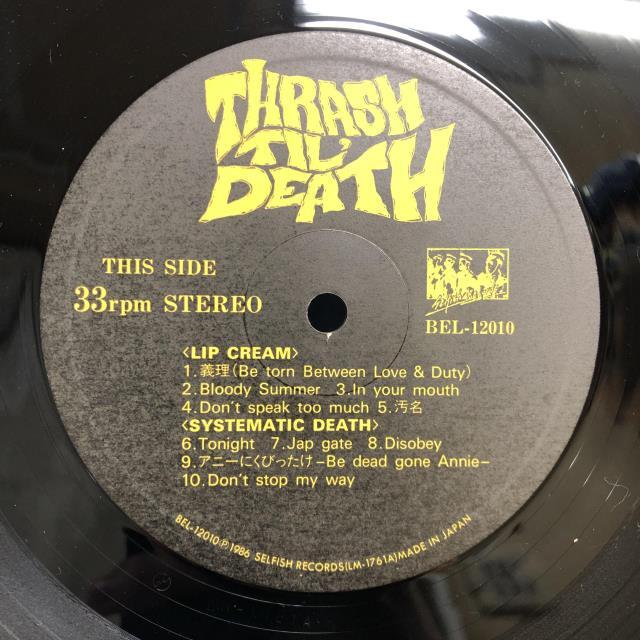 THRASH
TIL'
DEATH
THIS SIDE
33rpm STEREO
BEL-12010
<LIP CREAM>
1.義理(Be torn Between Love & Duty)
2.Bloody Summer 3.In your mouth
4.Don't speak too much 5.汚名
<SYSTEMATIC DEATH>
6.Tonight 7.Jap gate 8.Disobey
9.アニーにくびったけ-Be dead gone Annie-
10.Don't stop my way
BEL-12010Ⓟ1986 SELFISH RECORDS(LM-1761A)MADE IN JAPAN